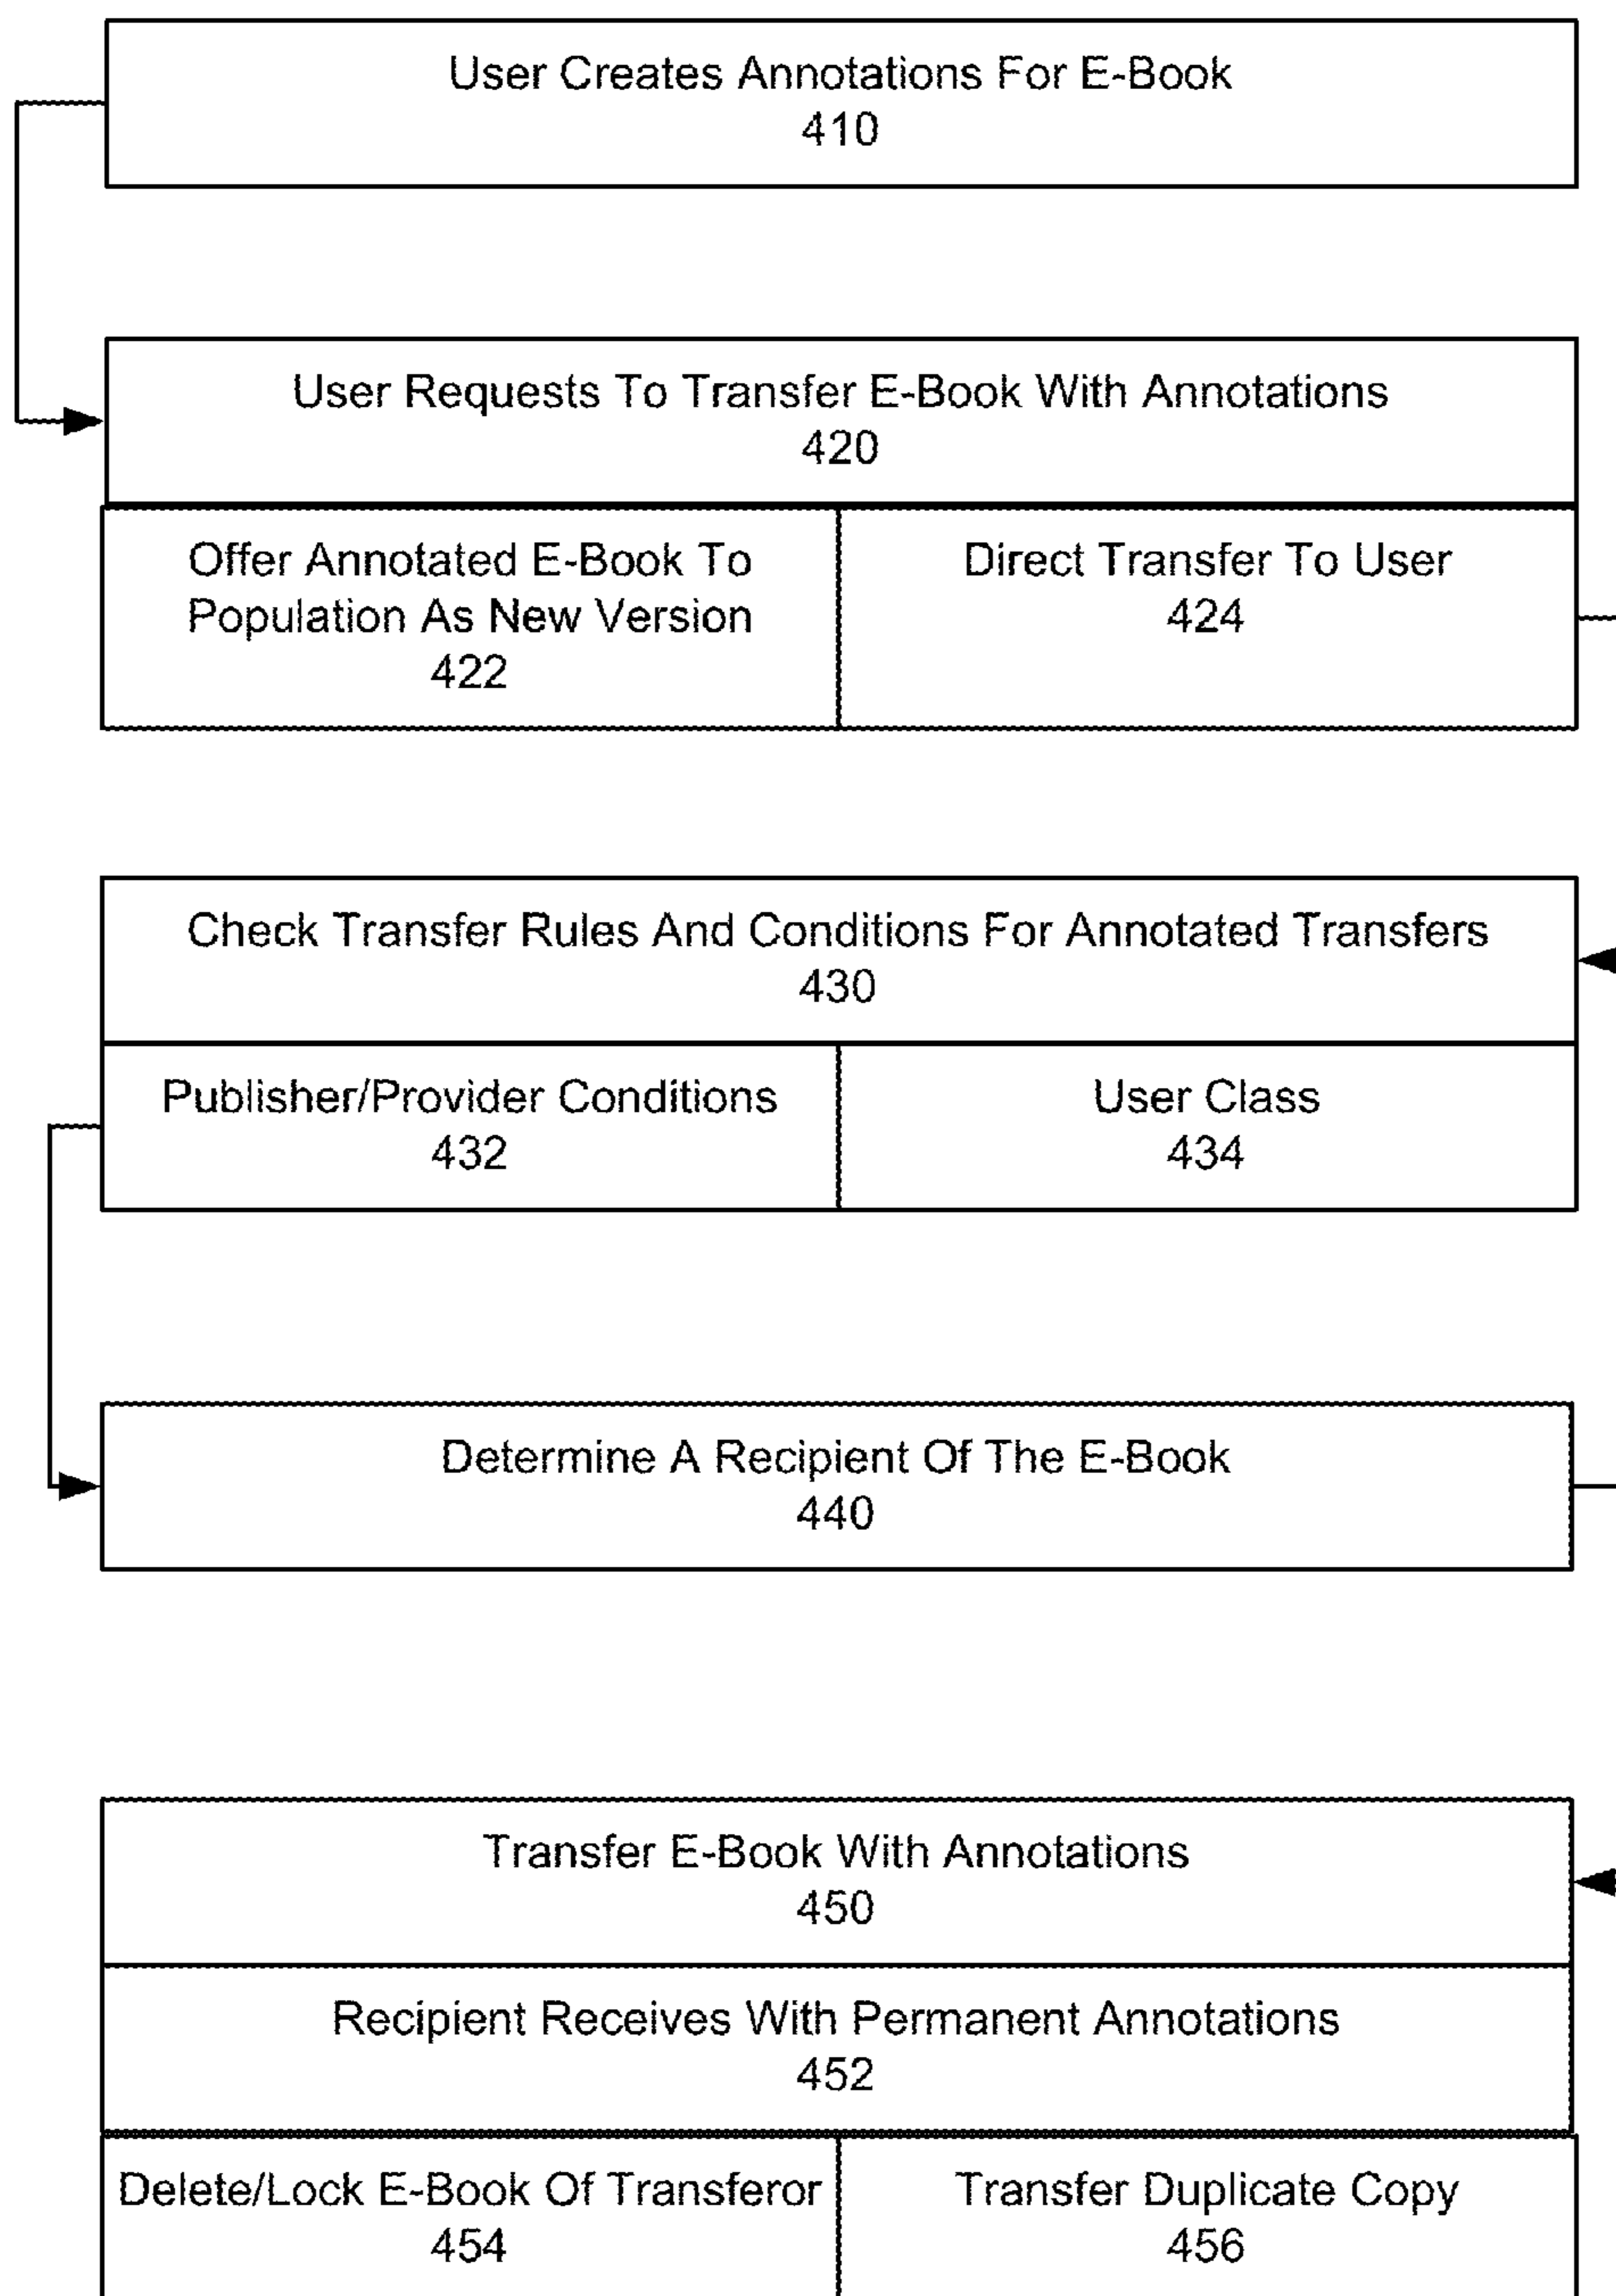 User Creates Annotations For E-Book
410
User Requests To Transfer E-Book With Annotations
420
Offer Annotated E-Book To
Population As New Version
422
Direct Transfer To User
424
Check Transfer Rules And Conditions For Annotated Transfers
430
Publisher/Provider Conditions
432
User Class
434
Determine A Recipient Of The E-Book
440
Transfer E-Book With Annotations
450
Recipient Receives With Permanent Annotations
452
Delete/Lock E-Book Of Transferor
454
Transfer Duplicate Copy
456